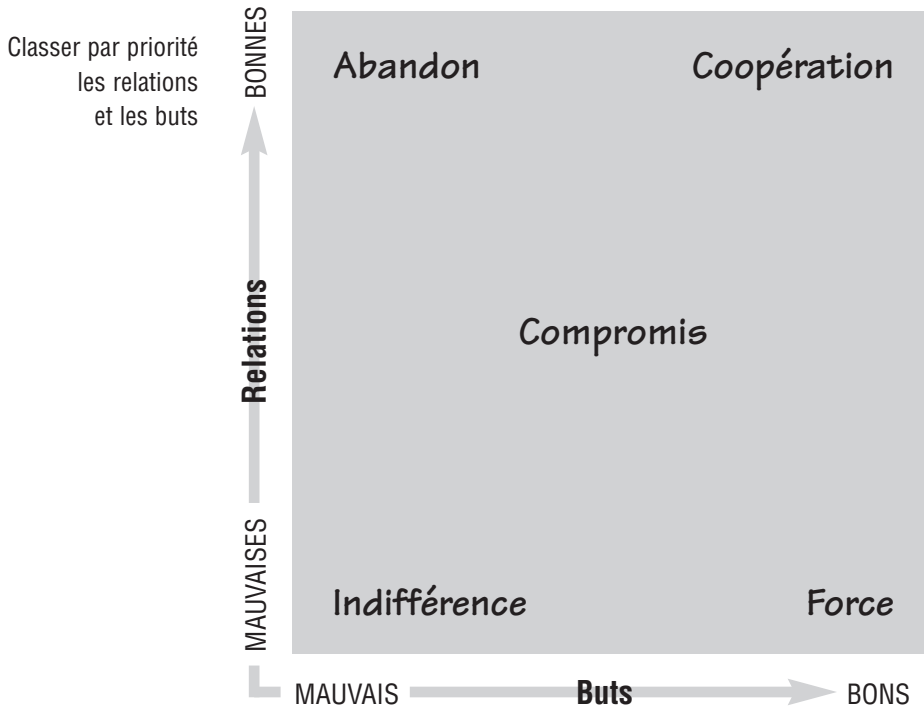 Classer par priorité
les relations
et les buts
BONNES
Abandon
Coopération
Relations
Compromis
MAUVAISES
Indifférence
Force
MAUVAIS
Buts
BONS